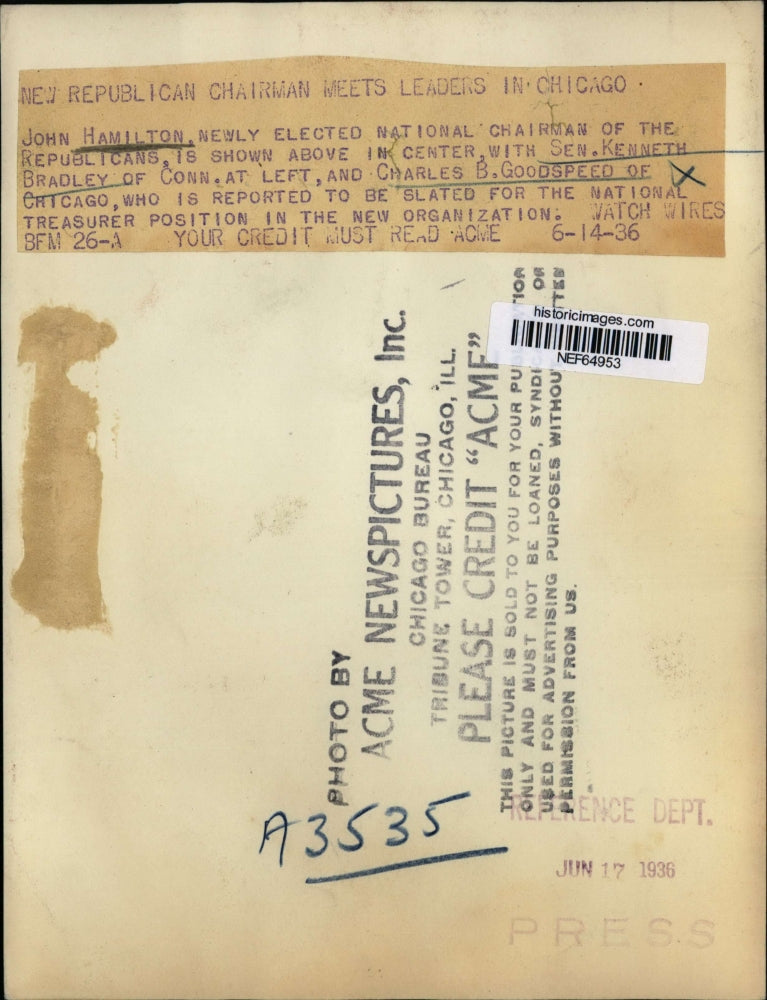 NEW REPUBLICAN CHAIRMAN MEETS LEADERS IN CHICAGO
JOHN HAMILTON, NEWLY ELECTED NATIONAL CHAIRMAN OF THE
REPUBLICANS, IS SHOWN ABOVE IN CENTER, WITH SEN. KENNETH
BRADLEY OF CONN. AT LEFT, AND CHARLES B. GOODSPEED OF X
CHICAGO, WHO IS REPORTED TO BE SLATED FOR THE NATIONAL
TREASURER POSITION IN THE NEW ORGANIZATION: WATCH WIRES
BFM 26-A YOUR CREDIT MUST READ ACME 6-14-36
historicimages.com
NEF64953
PHOTO BY
ACME NEWSPICTURES, Inc.
CHICAGO BUREAU
TRIBUNE TOWER, CHICAGO, ILL.
PLEASE CREDIT "ACME"
THIS PICTURE IS SOLD TO YOU FOR YOUR
ONLY AND MUST NOT BE LOANED, OR
USED FOR ADVERTISING PURPOSES
PERMISSION FROM US.
A3535
REFERENCE DEPT.
JUN 17 1936
PRESS